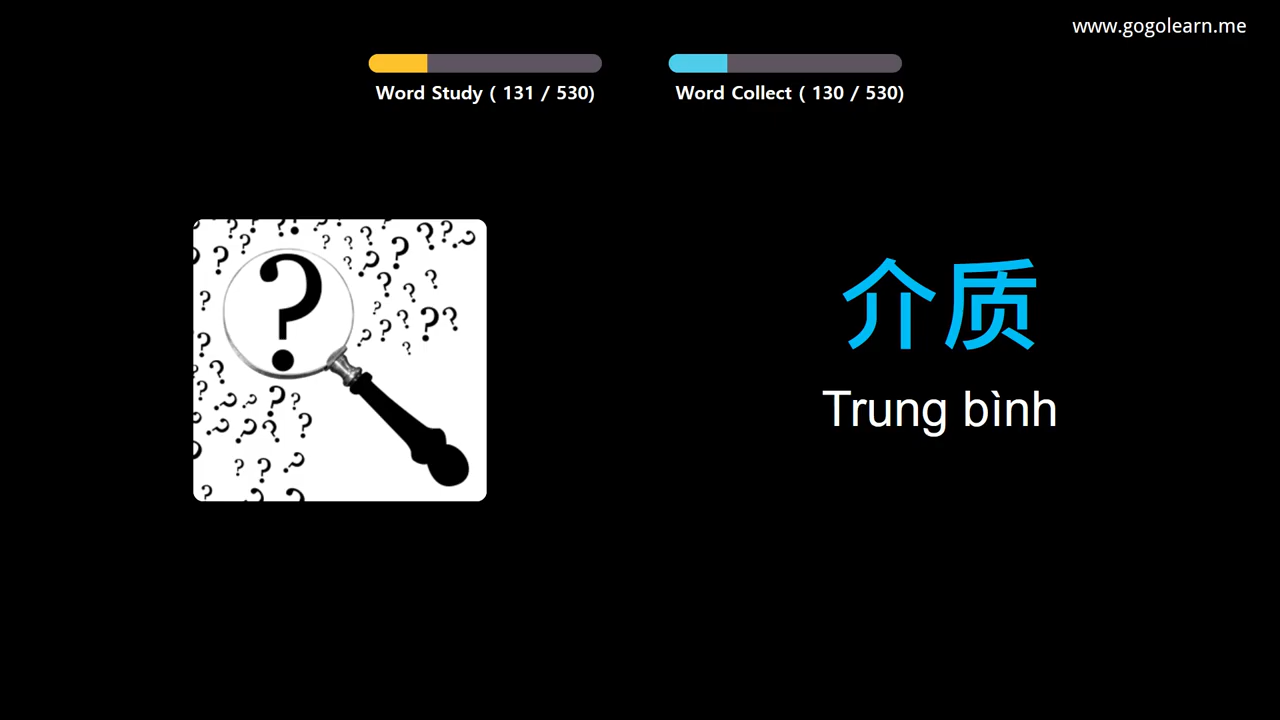 www.gogolearn.me
Word Study ( 131 / 530)
Word Collect ( 130 / 530)
介质
Trung bình